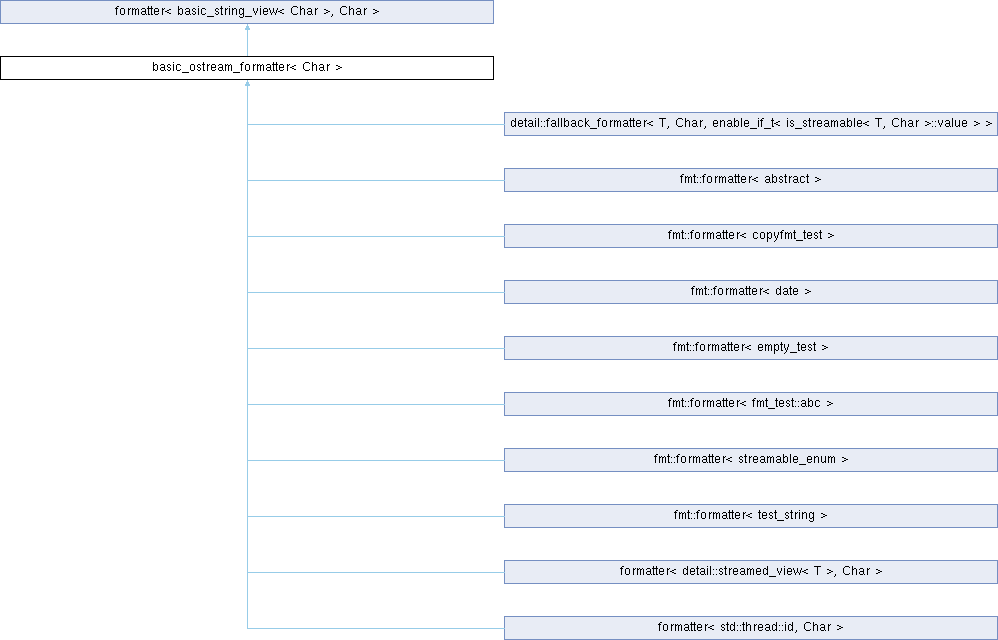 formatter< basic_string_view< Char >, Char >
basic_ostream_formatter< Char >
detail::fallback_formatter< T, Char, enable_if_t< is_streamable< T, Char >::value > >
fmt::formatter< abstract >
fmt::formatter< copyfmt_test >
fmt::formatter< date >
fmt::formatter< empty_test >
fmt::formatter< fmt_test::abc >
fmt::formatter< streamable_enum >
fmt::formatter< test_string >
formatter< detail::streamed_view< T >, Char >
formatter< std::thread::id, Char >